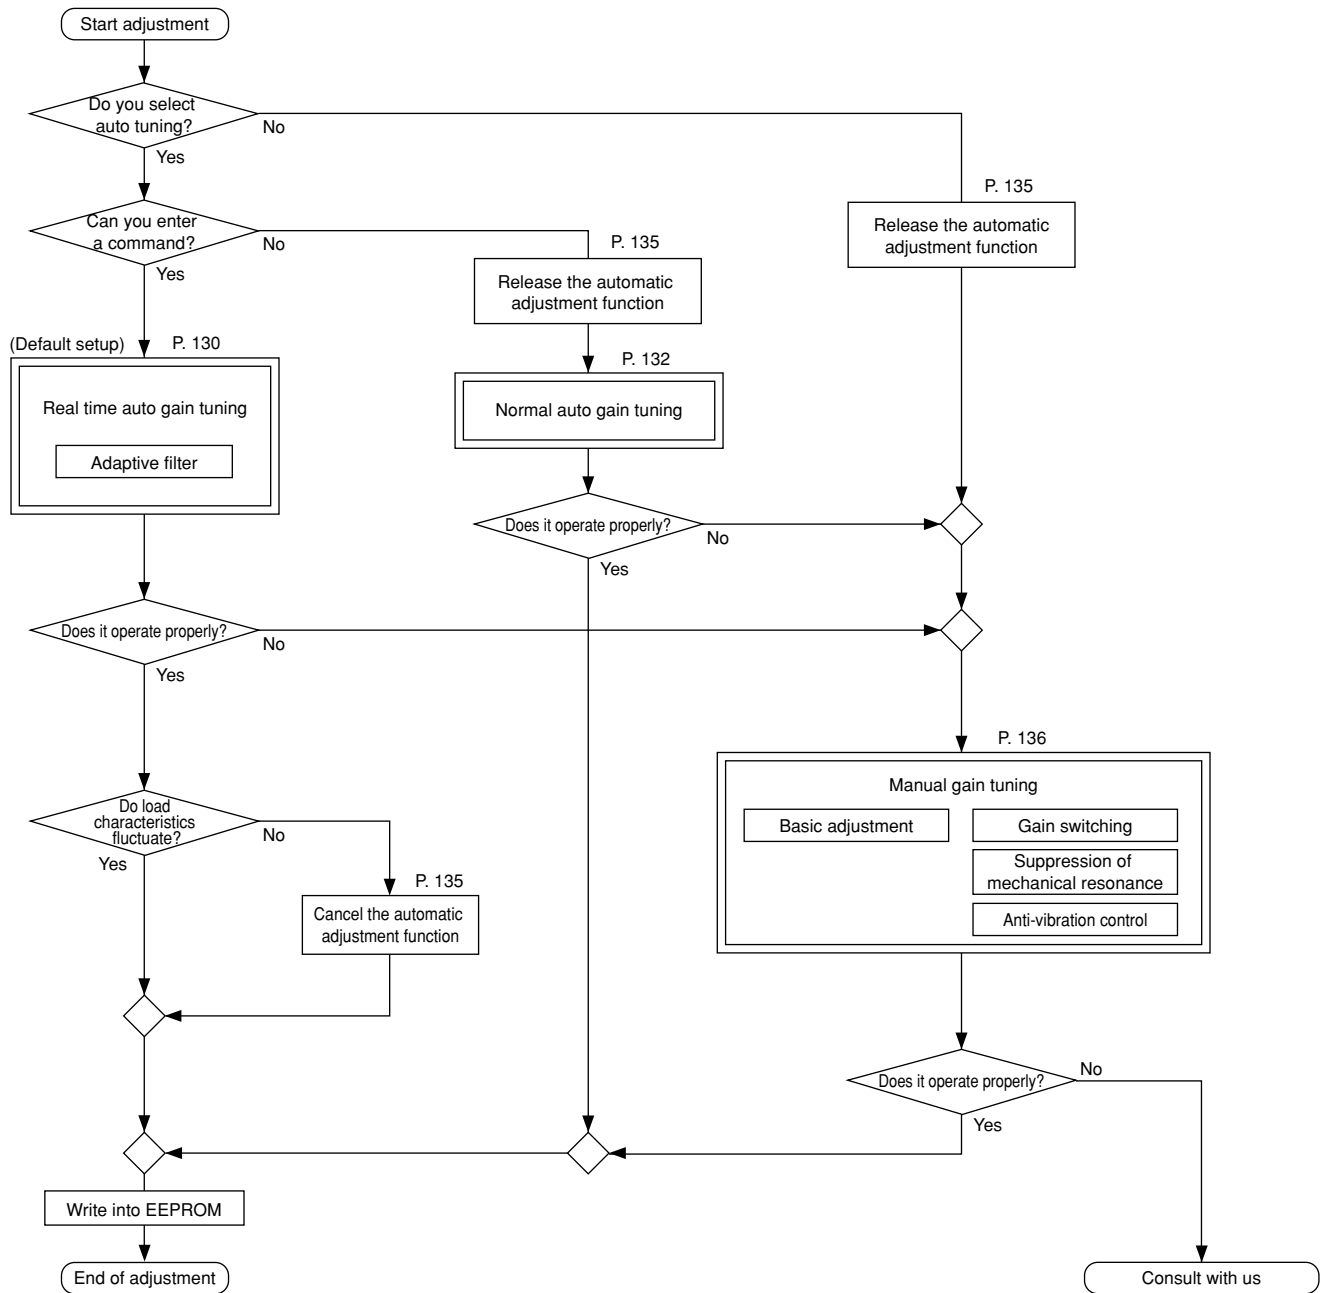 Start adjustment
Do you select
auto tuning?
No
Yes
P. 135
Release the automatic
adjustment function
Can you enter
a command?
No
Yes
P. 135
Release the automatic
adjustment function
(Default setup)
P. 130
Real time auto gain tuning
Adaptive filter
P. 132
Normal auto gain tuning
Does it operate properly?
No
Yes
Does it operate properly?
No
Yes
P. 136
Manual gain tuning
Basic adjustment
Gain switching
Suppression of
mechanical resonance
Anti-vibration control
Do load
characteristics
fluctuate?
No
Yes
P. 135
Cancel the automatic
adjustment function
Does it operate properly?
No
Yes
Write into EEPROM
End of adjustment
Consult with us